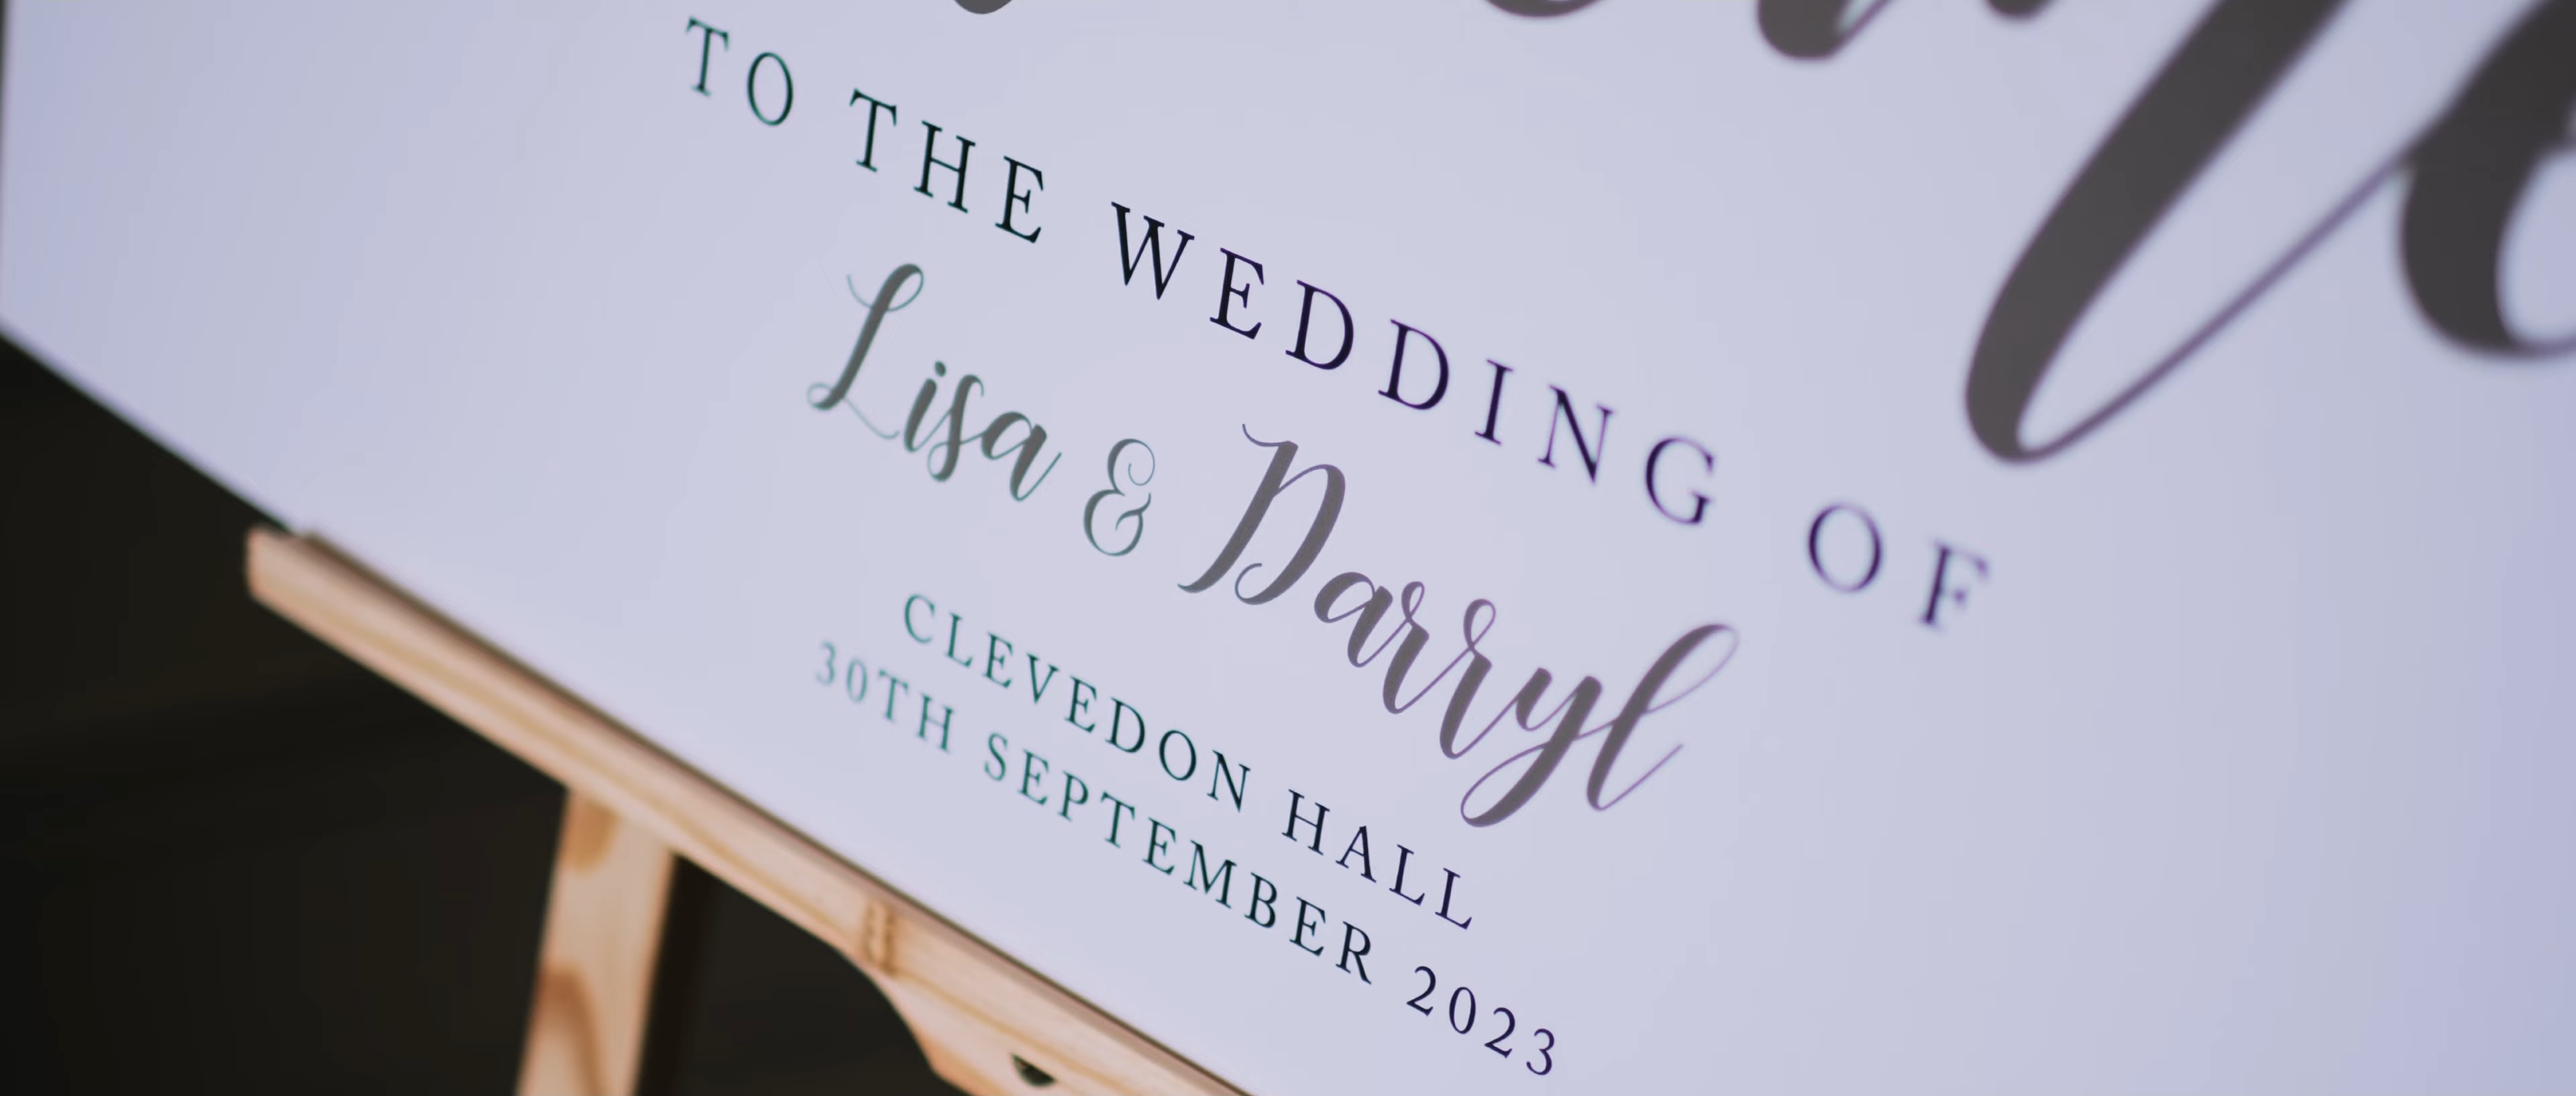 TO THE WEDDING OF
Lisa & Darryl
CLEVEDON HALL
30TH SEPTEMBER 2023